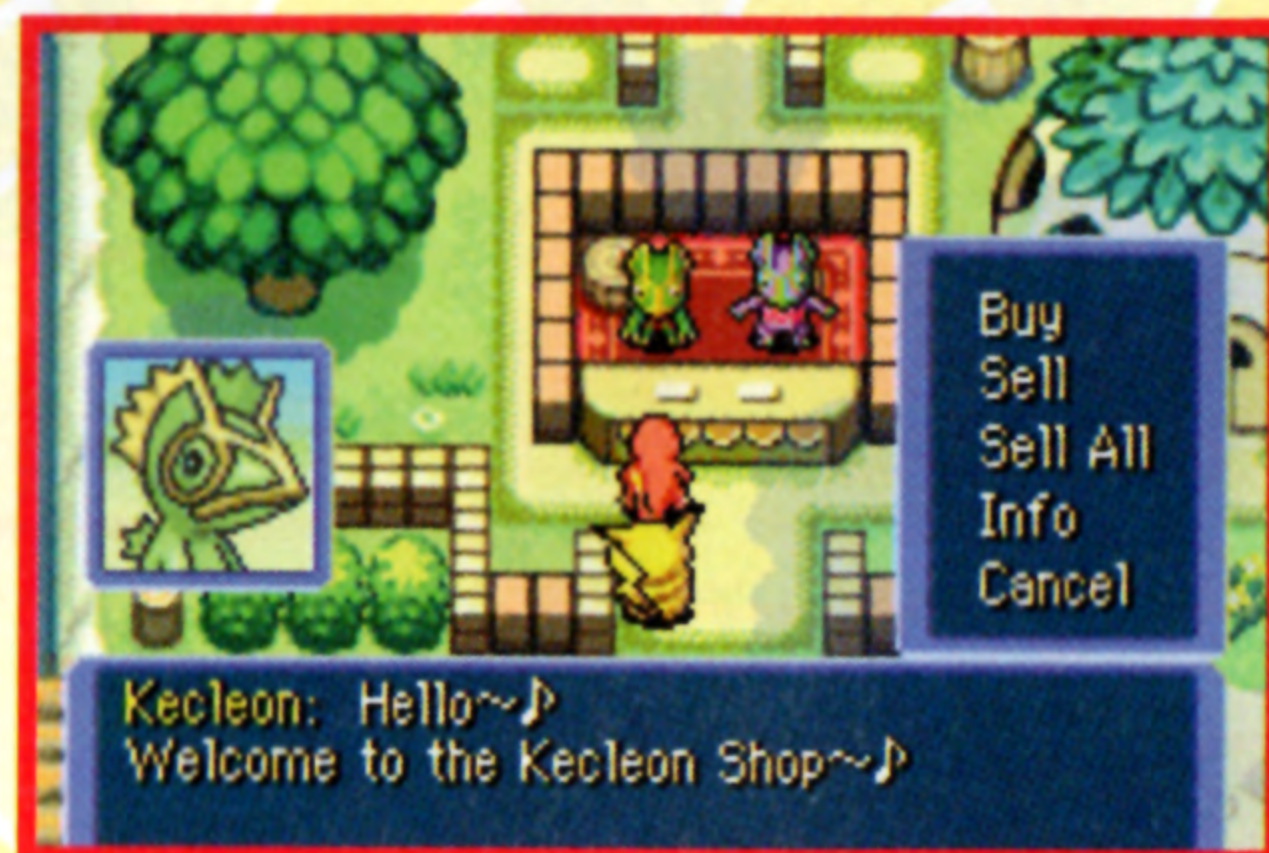 Buy
Sell
Sell All
Info
Cancel
Kecleon: Hello~♪
Welcome to the Kecleon Shop~♪